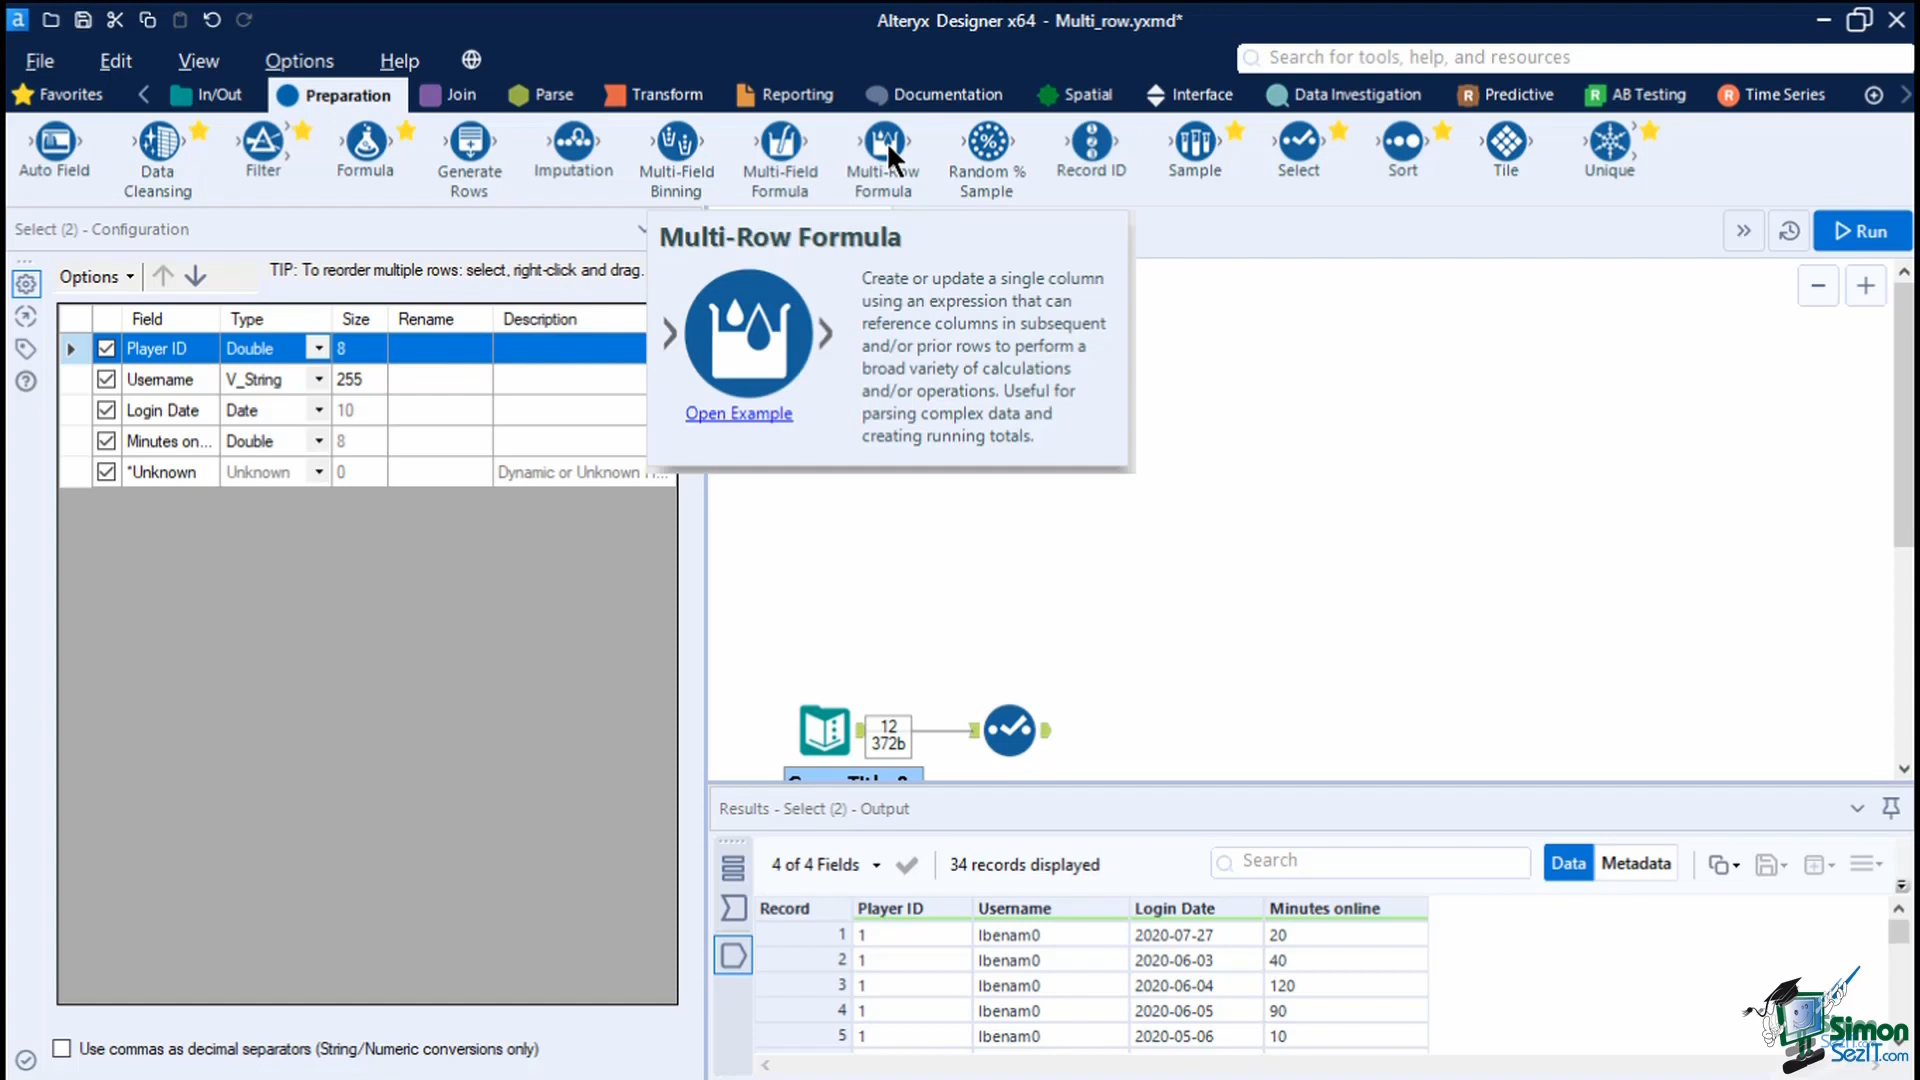 a
Alteryx Designer x64 - Multi_row.yxmd*
File Edit View Options Help
Search for tools, help, and resources
Favorites In/Out Preparation Join Parse Transform Reporting Documentation Spatial Interface Data Investigation R Predictive R AB Testing R Time Series
Auto Field
Data Cleansing
Filter
Formula
Generate Rows
Imputation
Multi-Field Binning
Multi-Field Formula
Multi-Row Formula
Random % Sample
Record ID
Sample
Select
Sort
Tile
Unique
Select (2) - Configuration
Run
Options
TIP: To reorder multiple rows: select, right-click and drag.
Field Type Size Rename Description
Player ID Double 8
Username V_String 255
Login Date Date 10
Minutes on... Double 8
*Unknown Unknown 0 Dynamic or Unknown
Multi-Row Formula
Create or update a single column
using an expression that can
reference columns in subsequent
and/or prior rows to perform a
broad variety of calculations
and/or operations. Useful for
parsing complex data and
creating running totals.
Open Example
12
372b
Results - Select (2) - Output
4 of 4 Fields 34 records displayed Search Data Metadata
Record Player ID Username Login Date Minutes online
1 1 lbenam0 2020-07-27 20
2 1 lbenam0 2020-06-03 40
3 1 lbenam0 2020-06-04 120
4 1 lbenam0 2020-06-05 90
5 1 lbenam0 2020-05-06 10
Use commas as decimal separators (String/Numeric conversions only)
Simon
SezIT.com